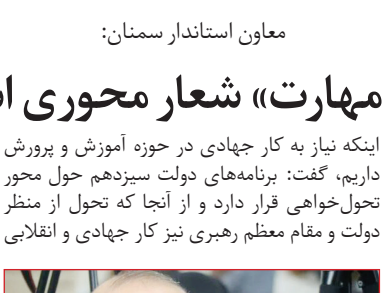 معاون استاندار سمنان:
مهارت» شعار محوری
اینکه نیاز به کار جهادی در حوزه آموزش و پرورش
داریم، گفت: برنامه‌های دولت سیزدهم حول محور
تحول‌خواهی قرار دارد و از آنجا که تحول از منظر
دولت و مقام معظم رهبری نیز کار جهادی و انقلابی